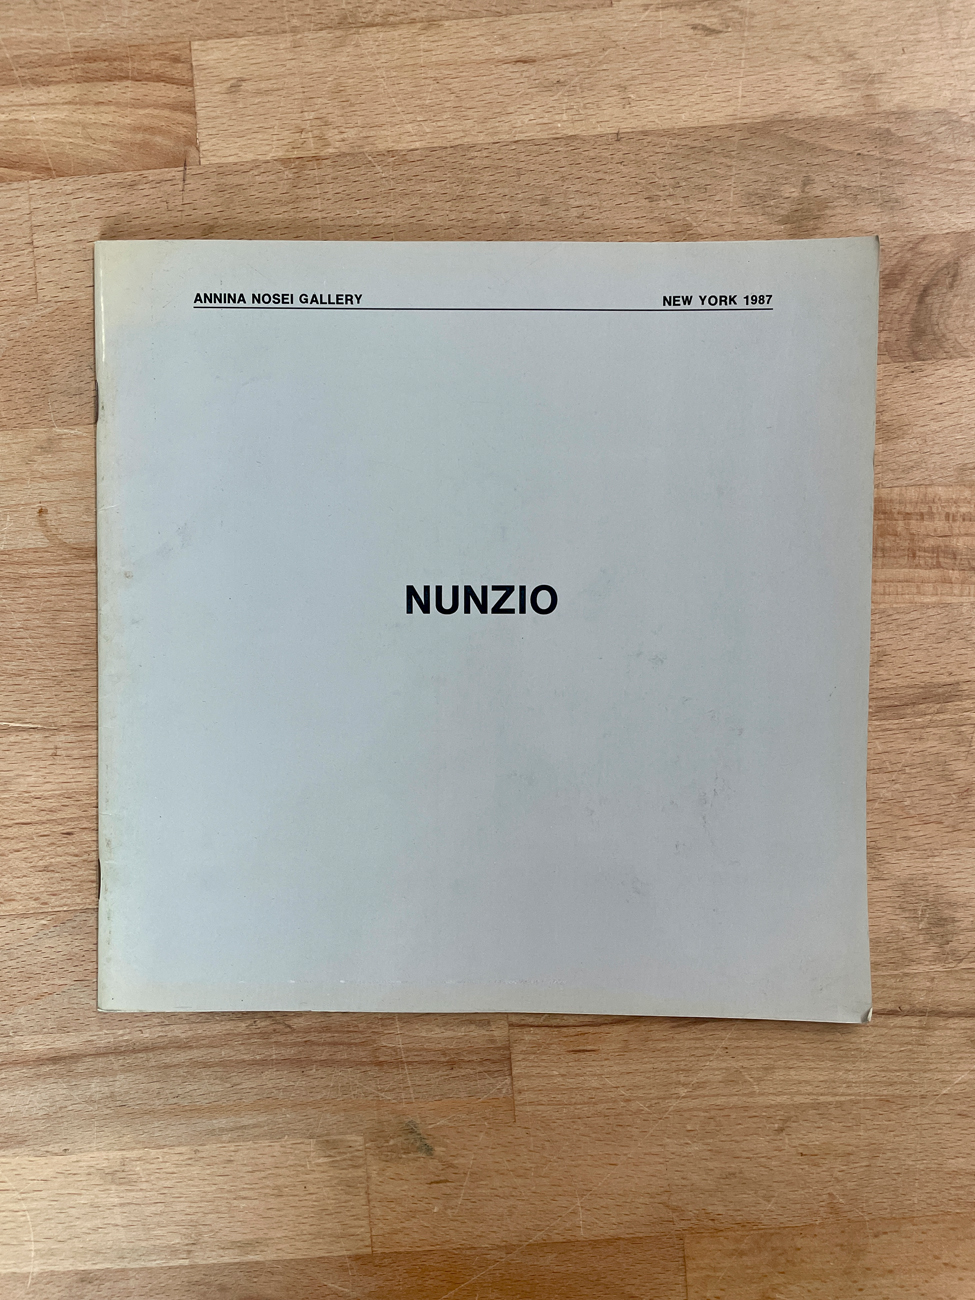 ANNINA NOSEI GALLERY NEW YORK 1987
NUNZIO